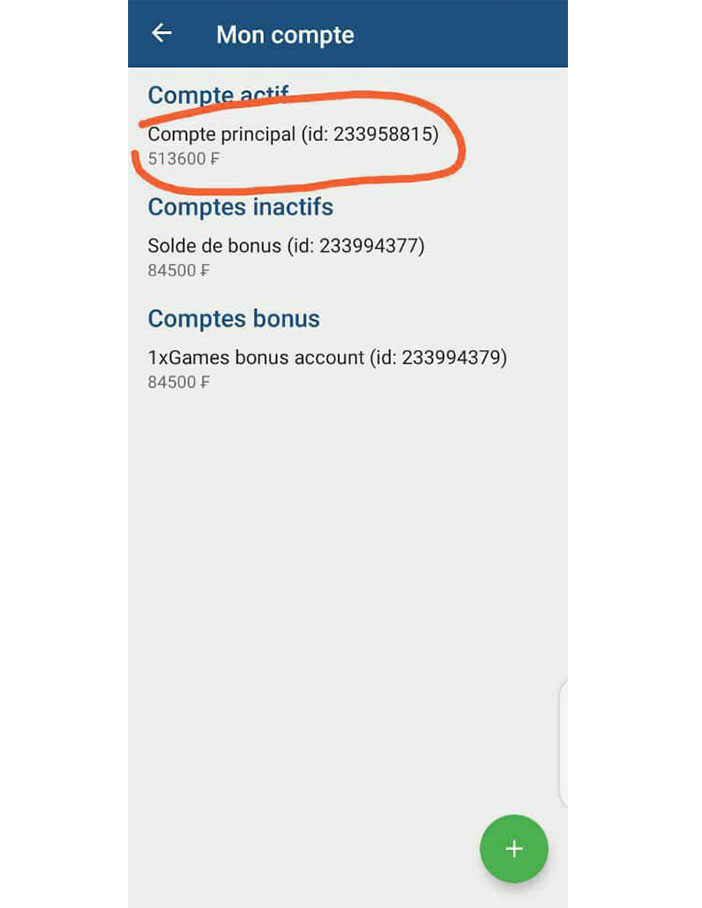 Mon compte
Compte actif
Compte principal (id: 233958815)
513600 ₣
Comptes inactifs
Solde de bonus (id: 233994377)
84500 ₣
Comptes bonus
1xGames bonus account (id: 233994379)
84500 ₣